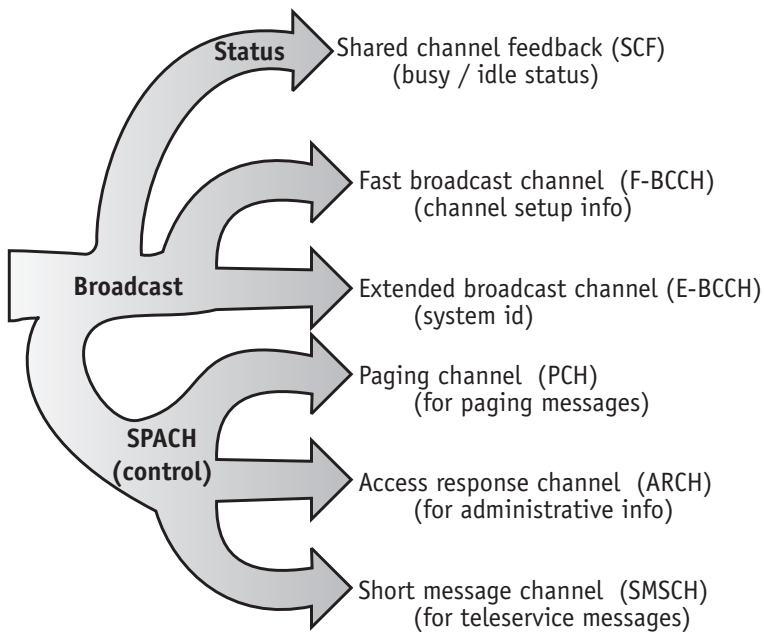 Status
Shared channel feedback (SCF)
(busy / idle status)
Fast broadcast channel (F-BCCH)
(channel setup info)
Broadcast
Extended broadcast channel (E-BCCH)
(system id)
Paging channel (PCH)
(for paging messages)
SPACH
(control)
Access response channel (ARCH)
(for administrative info)
Short message channel (SMSCH)
(for teleservice messages)